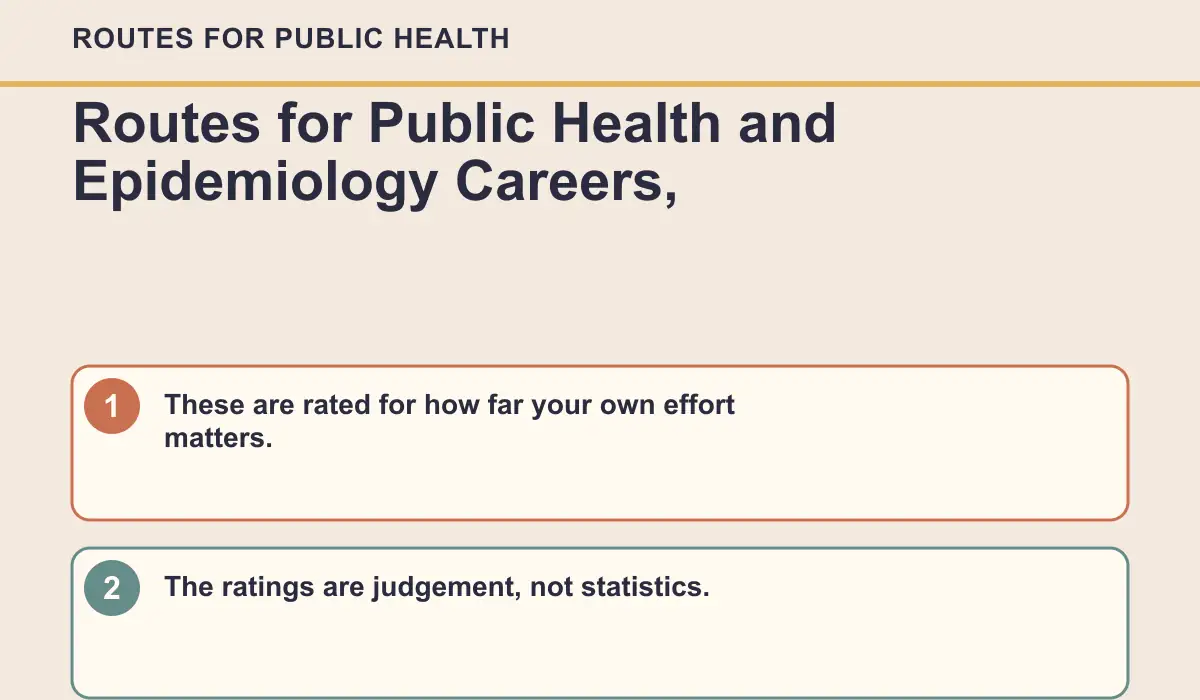 ROUTES FOR PUBLIC HEALTH
Routes for Public Health and
Epidemiology Careers,
1
These are rated for how far your own effort
matters.
2
The ratings are judgement, not statistics.